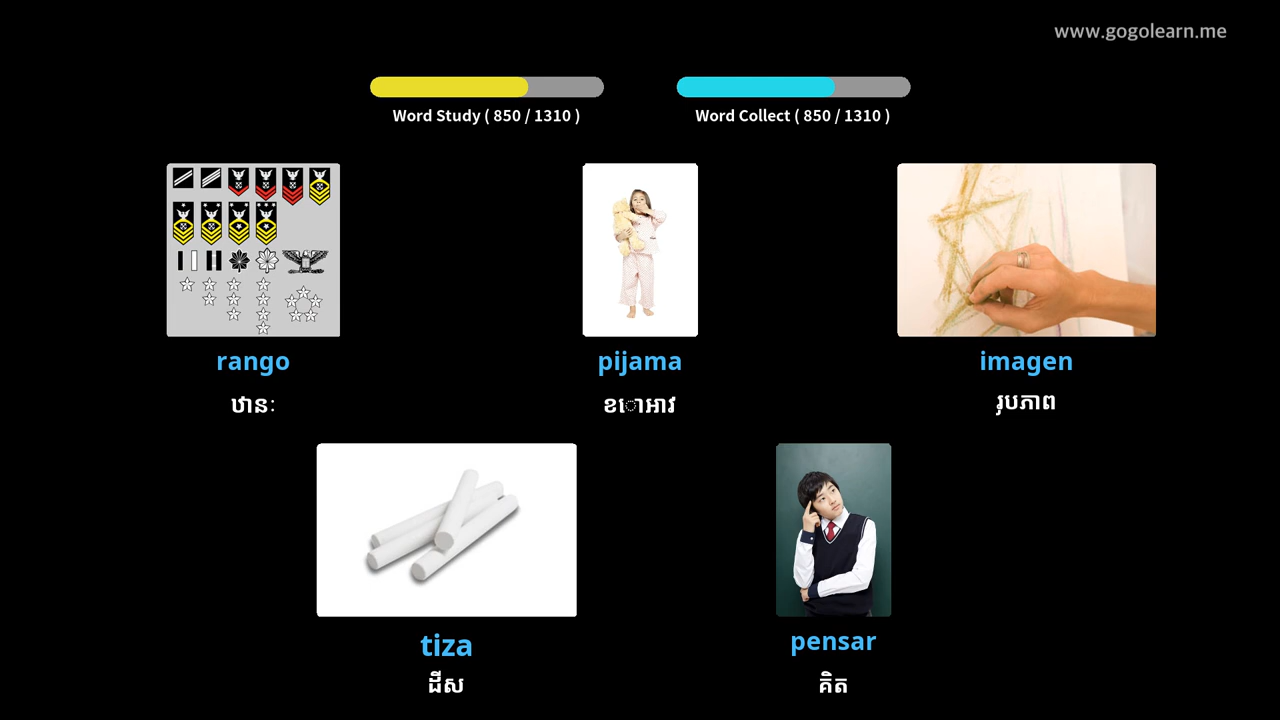 www.gogolearn.me
Word Study ( 850 / 1310 )
Word Collect ( 850 / 1310 )
rango
pijama
imagen
ឋានៈ
ខោអាវ
រូបភាព
tiza
pensar
ដីស
គិត